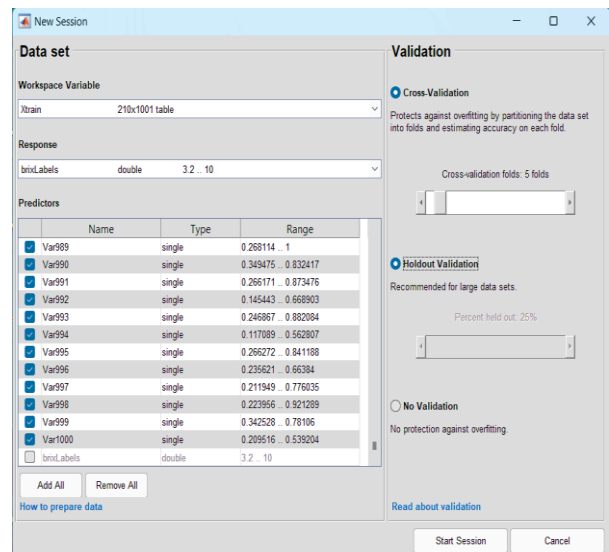 New Session
Data set
Workspace Variable
Xtrain 210x1001 table
Response
brixLabels double 3.2 .. 10
Predictors
Name Type Range
Var989 single 0.268114 .. 1
Var990 single 0.349475 .. 0.832417
Var991 single 0.266171 .. 0.873476
Var992 single 0.145443 .. 0.668903
Var993 single 0.246867 .. 0.882084
Var994 single 0.117089 .. 0.562807
Var995 single 0.266272 .. 0.841188
Var996 single 0.235621 .. 0.66384
Var997 single 0.211949 .. 0.776035
Var998 single 0.223956 .. 0.921289
Var999 single 0.342528 .. 0.78106
Var1000 single 0.209516 .. 0.539204
brixLabels double 3.2 .. 10
Add All Remove All
How to prepare data
Validation
Cross-Validation
Protects against overfitting by partitioning the data set
into folds and estimating accuracy on each fold.
Cross-validation folds: 5 folds
Holdout Validation
Recommended for large data sets.
Percent held out: 25%
No Validation
No protection against overfitting.
Read about validation
Start Session Cancel